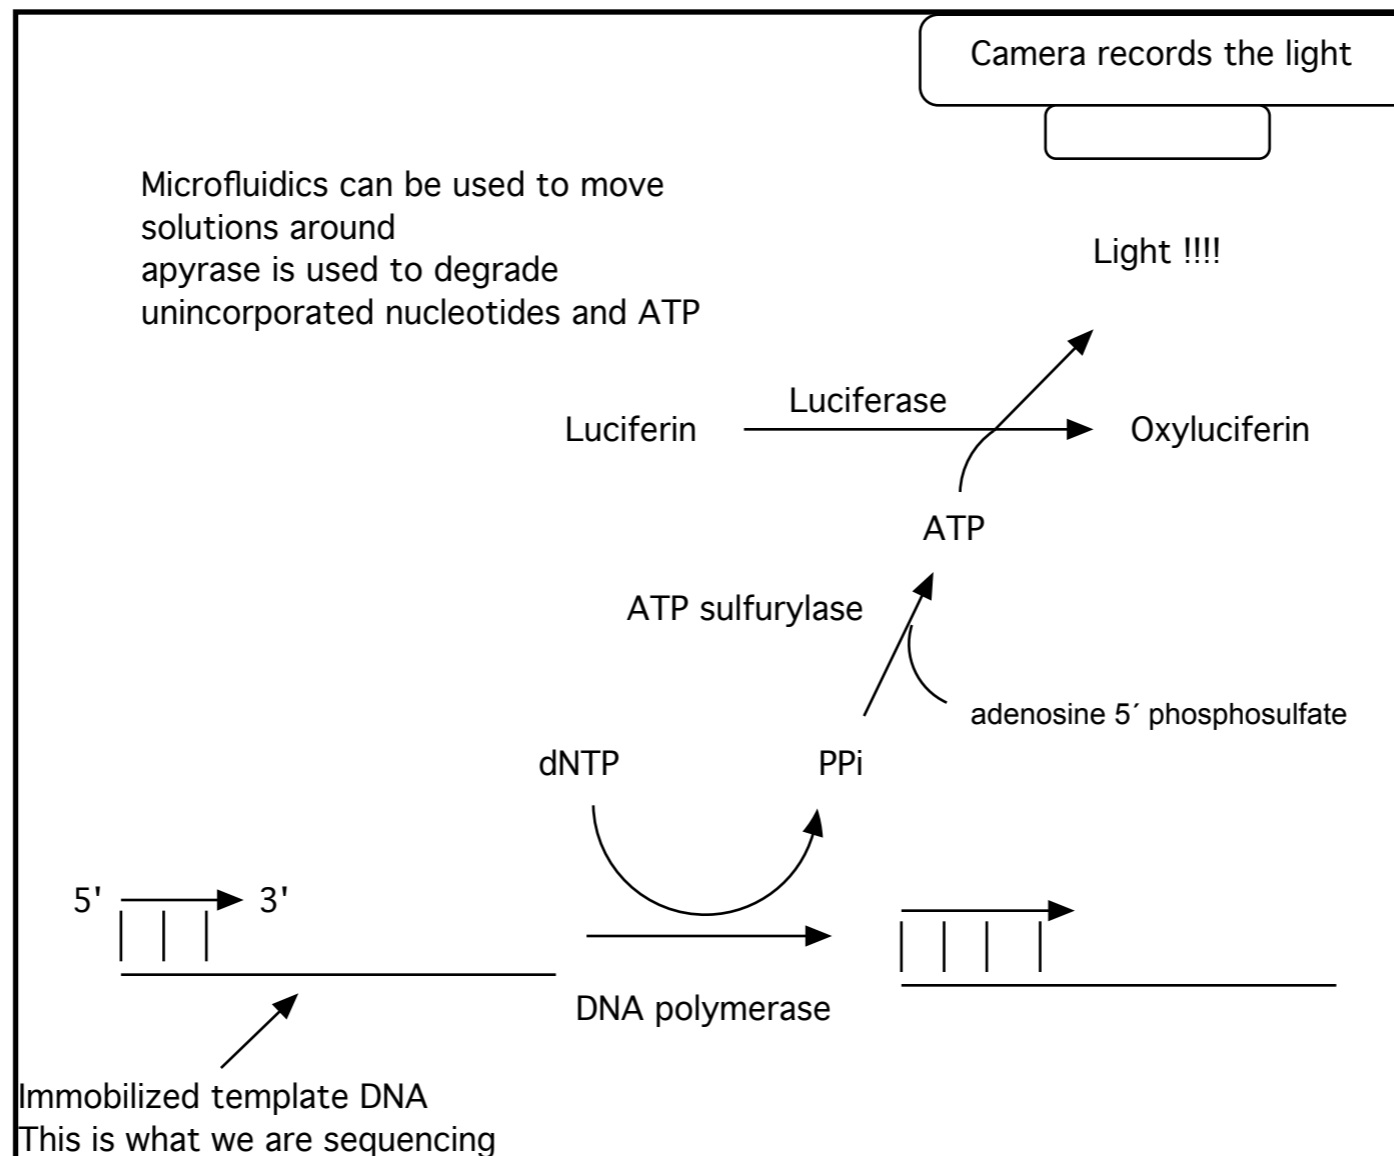 Camera records the light
Microfluidics can be used to move
solutions around
apyrase is used to degrade
unincorporated nucleotides and ATP
Light !!!!
Luciferase
Luciferin
Oxyluciferin
ATP
ATP sulfurylase
adenosine 5´ phosphosulfate
dNTP
PPi
5'
3'
DNA polymerase
Immobilized template DNA
This is what we are sequencing